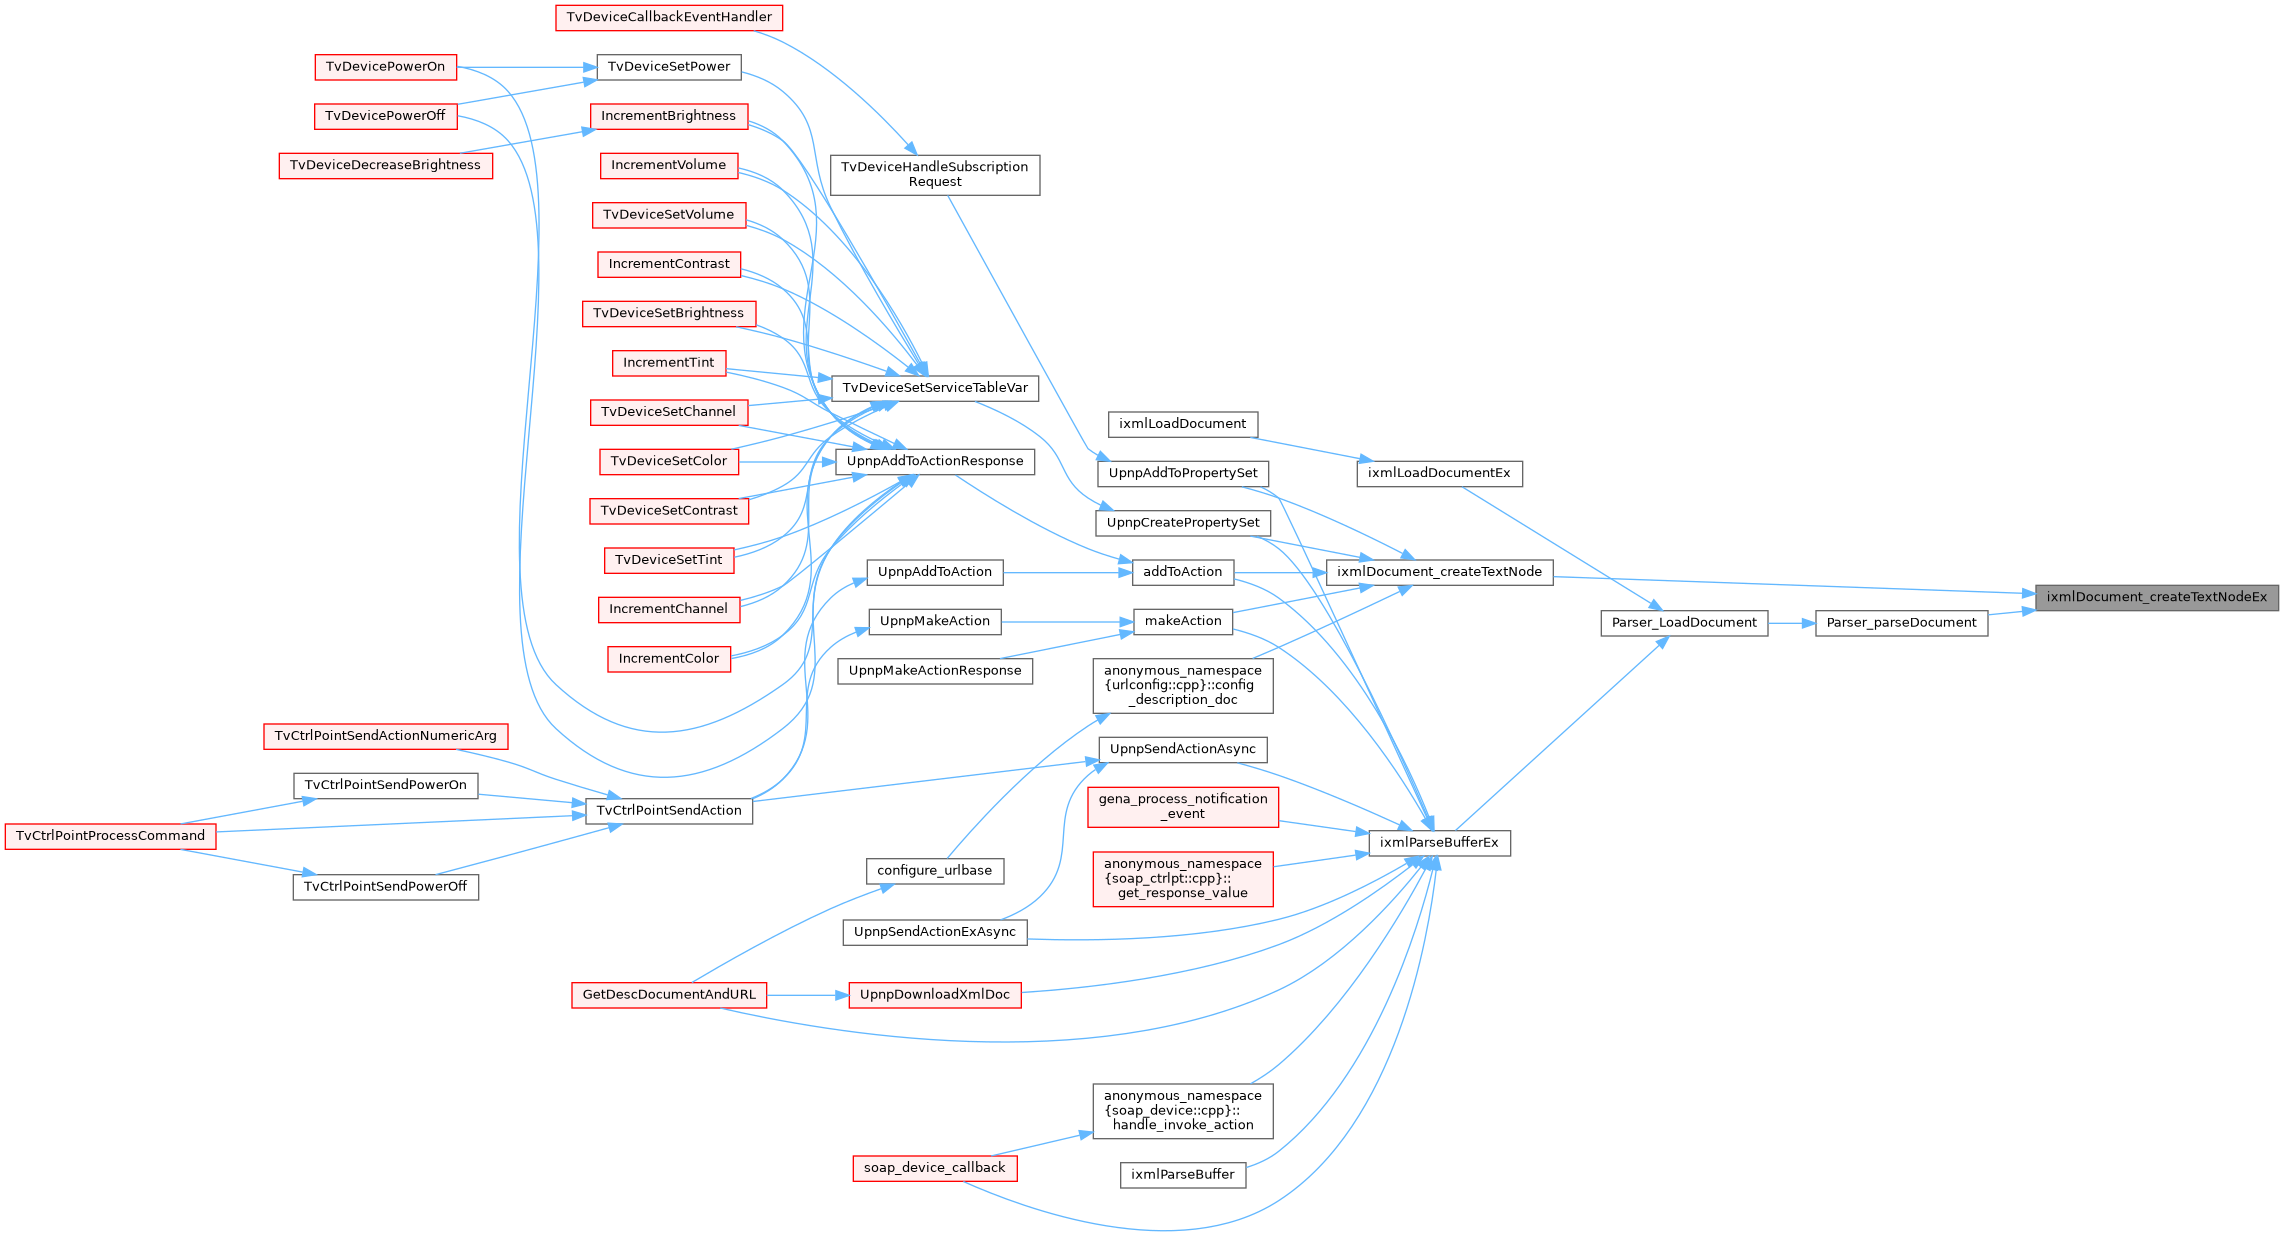 TvDeviceCallbackEventHandler
TvDevicePowerOn
TvDeviceSetPower
TvDevicePowerOff
IncrementBrightness
TvDeviceDecreaseBrightness
IncrementVolume
TvDeviceHandleSubscription
Request
TvDeviceSetVolume
IncrementContrast
TvDeviceSetBrightness
IncrementTint
TvDeviceSetServiceTableVar
TvDeviceSetChannel
ixmlLoadDocument
TvDeviceSetColor
UpnpAddToActionResponse
UpnpAddToPropertySet
ixmlLoadDocumentEx
TvDeviceSetContrast
UpnpCreatePropertySet
TvDeviceSetTint
UpnpAddToAction
addToAction
ixmlDocument_createTextNode
ixmlDocument_createTextNodeEx
IncrementChannel
UpnpMakeAction
makeAction
Parser_LoadDocument
Parser_parseDocument
IncrementColor
UpnpMakeActionResponse
anonymous_namespace
{urlconfig::cpp}::config
_description_doc
TvCtrlPointSendActionNumericArg
UpnpSendActionAsync
TvCtrlPointSendPowerOn
TvCtrlPointSendAction
gena_process_notification
_event
TvCtrlPointProcessCommand
ixmlParseBufferEx
TvCtrlPointSendPowerOff
configure_urlbase
anonymous_namespace
{soap_ctrlpt::cpp}::
get_response_value
UpnpSendActionExAsync
GetDescDocumentAndURL
UpnpDownloadXmlDoc
anonymous_namespace
{soap_device::cpp}::
handle_invoke_action
soap_device_callback
ixmlParseBuffer